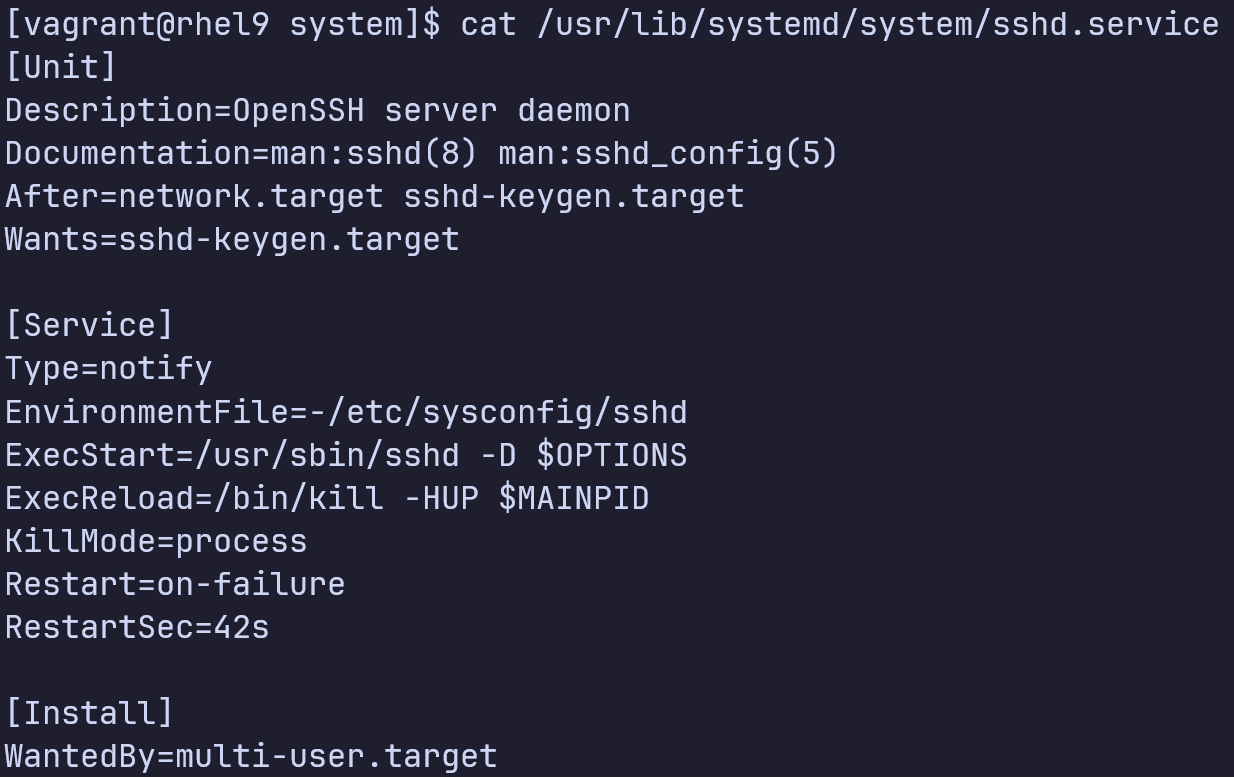 [vagrant@rhel9 system]$ cat /usr/lib/systemd/system/sshd.service
[Unit]
Description=OpenSSH server daemon
Documentation=man:sshd(8) man:sshd_config(5)
After=network.target sshd-keygen.target
Wants=sshd-keygen.target

[Service]
Type=notify
EnvironmentFile=-/etc/sysconfig/sshd
ExecStart=/usr/sbin/sshd -D $OPTIONS
ExecReload=/bin/kill -HUP $MAINPID
KillMode=process
Restart=on-failure
RestartSec=42s

[Install]
WantedBy=multi-user.target